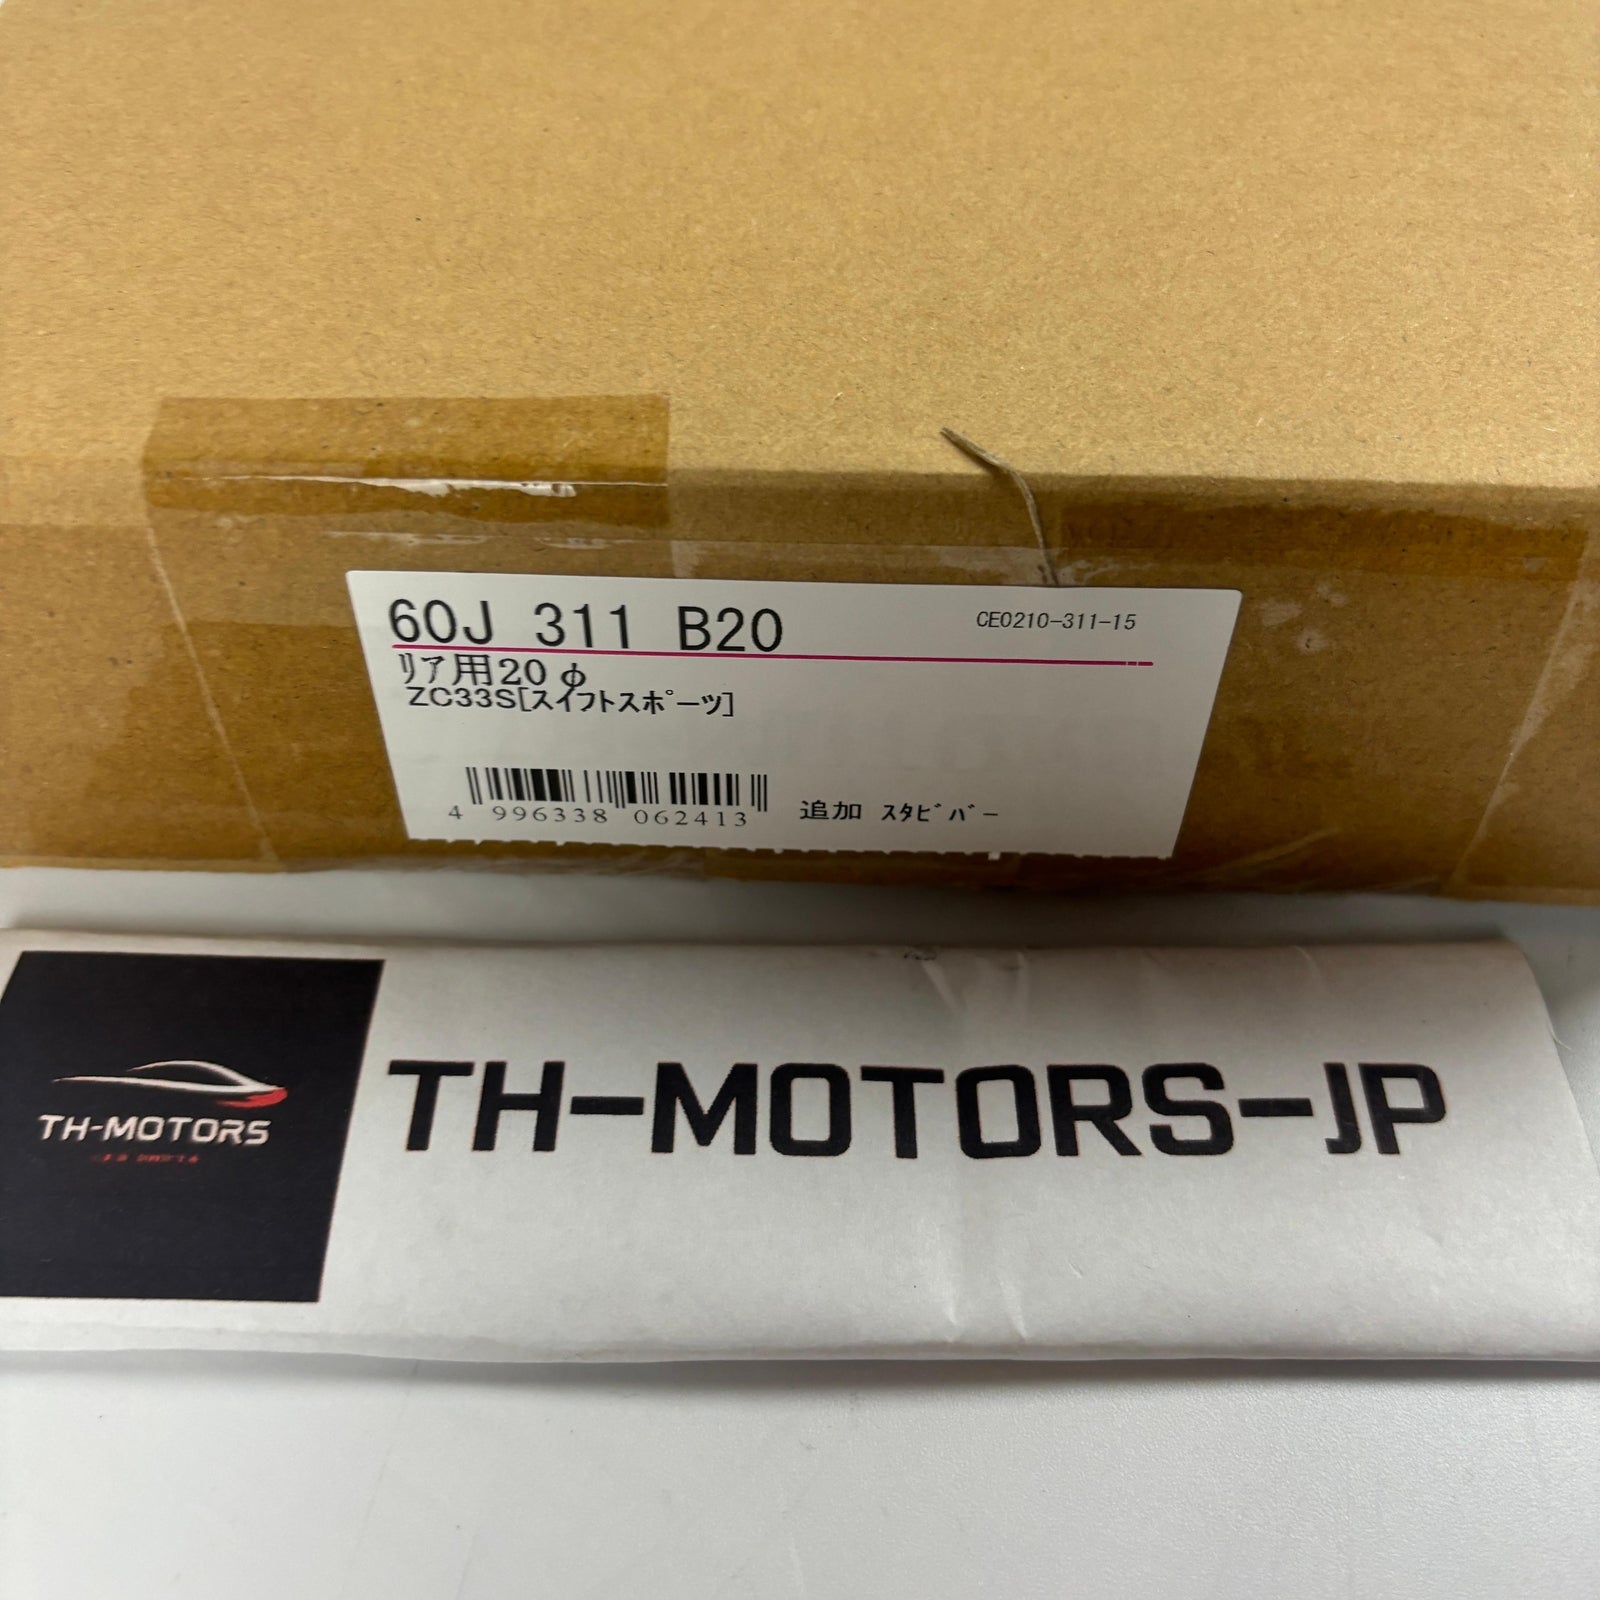 60J 311 B20
CE0210-311-15
ﾘｱ用20φ
ZC33S[ｽｲﾌﾄｽﾎﾟｰﾂ]
4 996338 062413
追加 ｽﾀﾋﾞﾊﾞｰ
TH-MOTORS-JP
TH-MOTORS